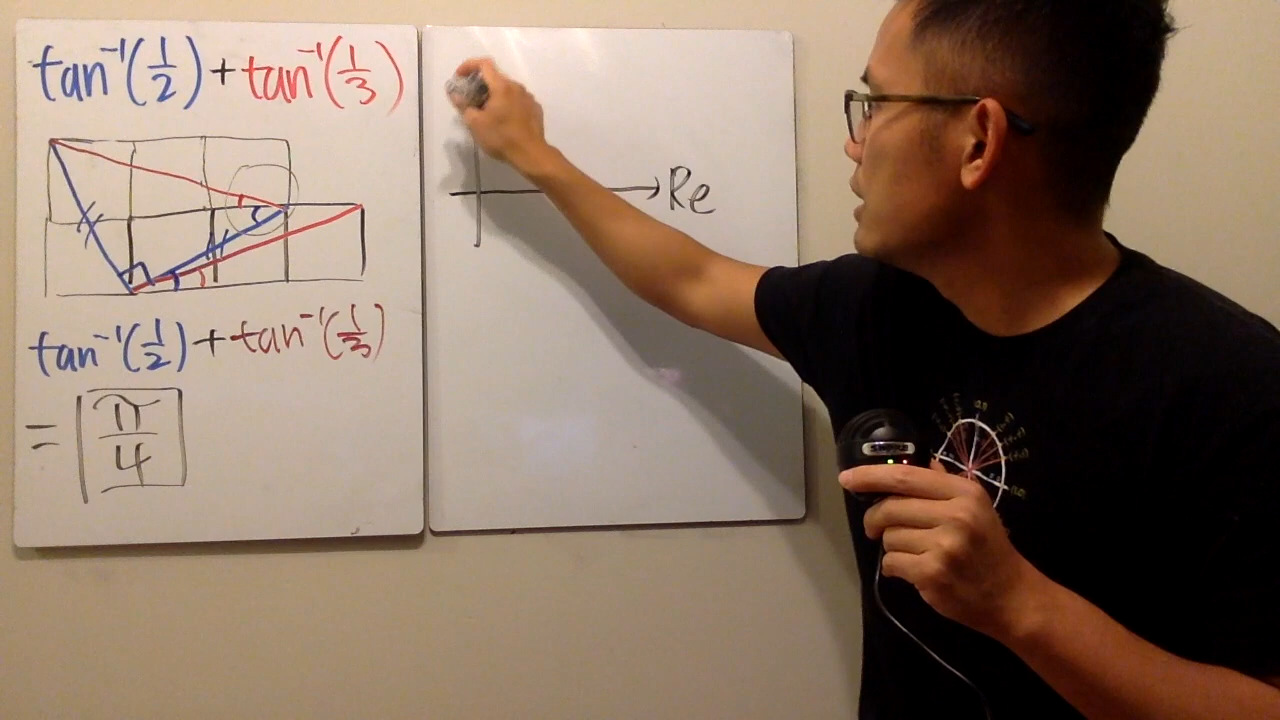 tan⁻¹(1/2) + tan⁻¹(1/3)
tan⁻¹(1/2) + tan⁻¹(1/3)
= π/4
Re